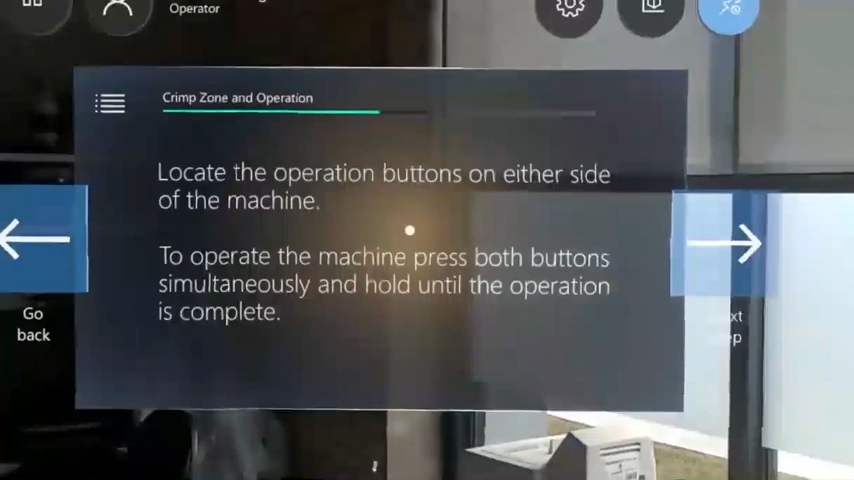 Operator
Crimp Zone and Operation
Locate the operation buttons on either side
of the machine.
To operate the machine press both buttons
simultaneously and hold until the operation
is complete.
Go
back